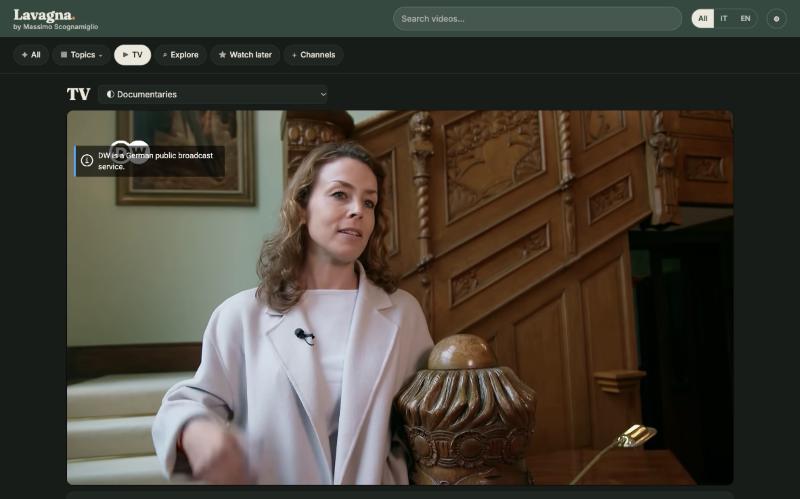 Lavagna.
by Massimo Scognamiglio
Search videos...
All IT EN
All Topics TV Explore Watch later Channels
TV Documentaries
DW is a German public broadcast
service.